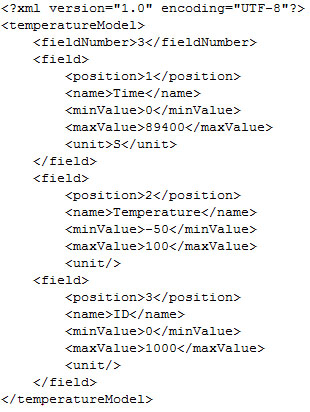 <?xml version="1.0" encoding="UTF-8"?>
<temperatureModel>
    <fieldNumber>3</fieldNumber>
    <field>
        <position>1</position>
        <name>Time</name>
        <minValue>0</minValue>
        <maxValue>89400</maxValue>
        <unit>S</unit>
    </field>
    <field>
        <position>2</position>
        <name>Temperature</name>
        <minValue>-50</minValue>
        <maxValue>100</maxValue>
        <unit/>
    </field>
    <field>
        <position>3</position>
        <name>ID</name>
        <minValue>0</minValue>
        <maxValue>1000</maxValue>
        <unit/>
    </field>
</temperatureModel>